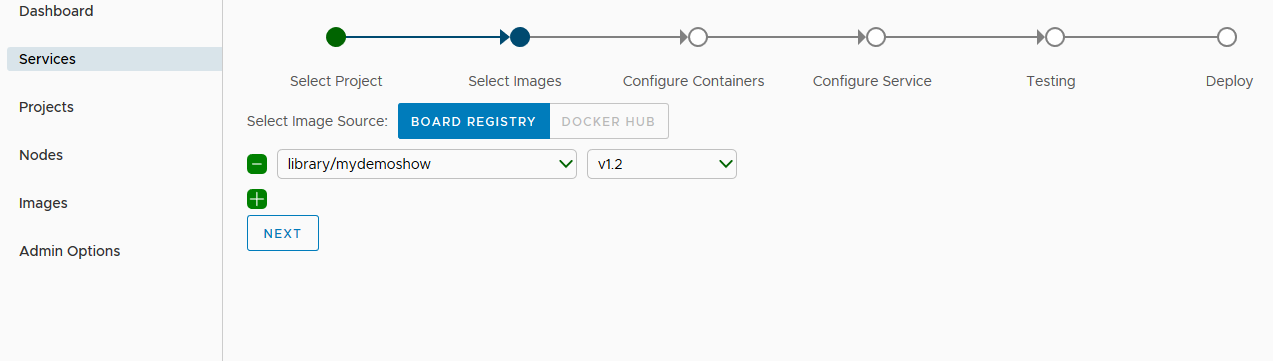 Dashboard
Services
Projects
Nodes
Images
Admin Options
Select Project
Select Images
Configure Containers
Configure Service
Testing
Deploy
Select Image Source:
BOARD REGISTRY
DOCKER HUB
library/mydemoshow
v1.2
NEXT